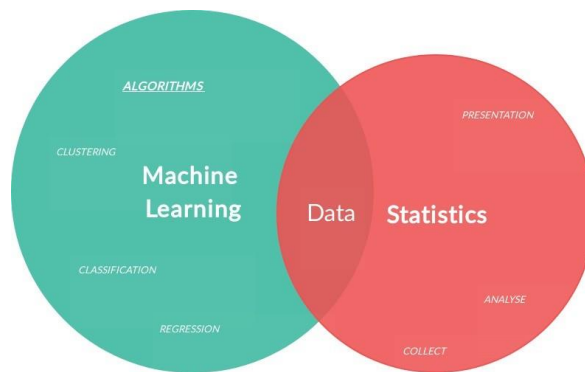 ALGORITHMS
CLUSTERING
Machine
Learning
CLASSIFICATION
REGRESSION
Data
PRESENTATION
Statistics
ANALYSE
COLLECT